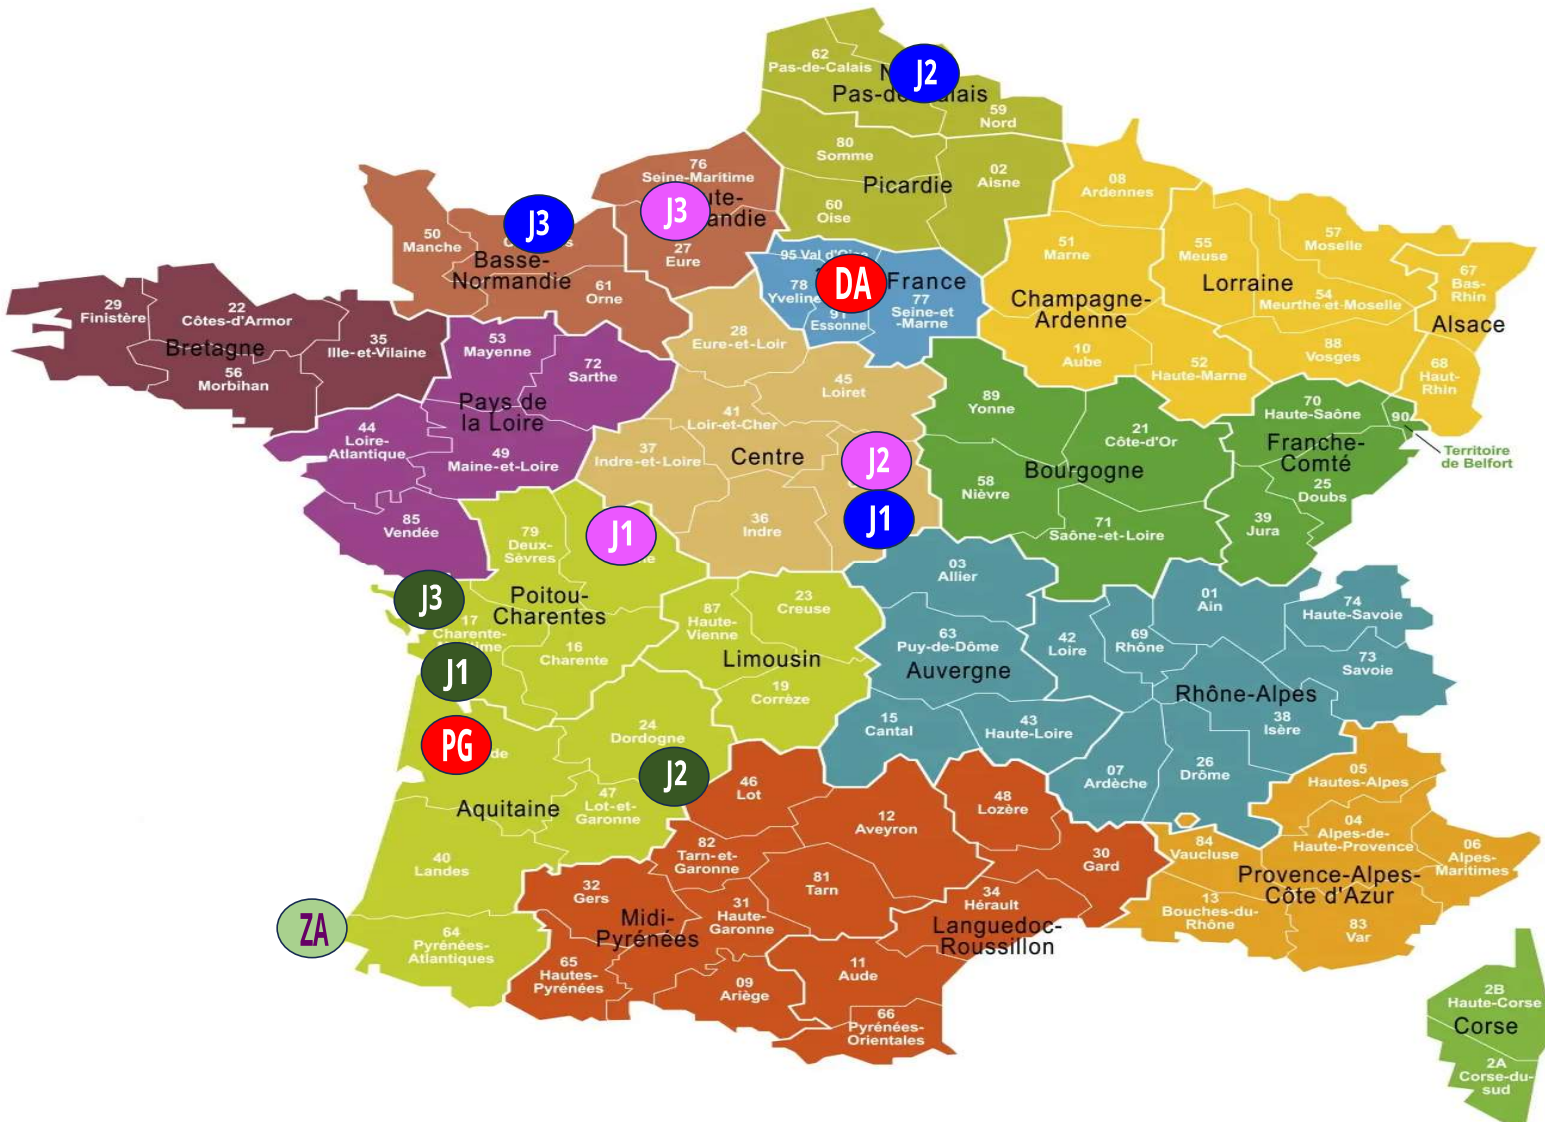 62
Pas-de-Calais
J2
Pas-de-Calais
59
Nord
80
Somme
Picardie
02
Aisne
60
Oise
76
Seine-Maritime
J3
27
Eure
J3
50
Manche
Basse-
Normandie
61
Orne
08
Ardennes
51
Marne
Champagne-
Ardenne
10
Aube
52
Haute-Marne
55
Meuse
57
Moselle
Lorraine
54
Meurthe-et-Moselle
88
Vosges
67
Bas-
Rhin
Alsace
68
Haut-
Rhin
95 Val d'Oise
DA
France
78
Yveline
91
Essonne
77
Seine-et
-Marne
29
Finistère
22
Côtes-d'Armor
Bretagne
35
Ille-et-Vilaine
56
Morbihan
53
Mayenne
72
Sarthe
Pays de
la Loire
44
Loire-
Atlantique
49
Maine-et-Loire
85
Vendée
28
Eure-et-Loir
45
Loiret
41
Loir-et-Cher
37
Indre-et-Loire
Centre
J2
J1
36
Indre
89
Yonne
21
Côte-d'Or
Bourgogne
58
Nièvre
71
Saône-et-Loire
70
Haute-Saône
90
Territoire
de Belfort
Franche-
Comté
25
Doubs
39
Jura
79
Deux-
Sèvres
J1
Poitou-
Charentes
J3
17
Charente-
J1
16
Charente
87
Haute-
Vienne
23
Creuse
Limousin
19
Corrèze
03
Allier
63
Puy-de-Dôme
Auvergne
15
Cantal
43
Haute-Loire
42
Loire
69
Rhône
01
Ain
74
Haute-Savoie
73
Savoie
Rhône-Alpes
38
Isère
07
Ardèche
26
Drôme
PG
24
Dordogne
J2
Aquitaine
47
Lot-et-
Garonne
40
Landes
ZA
64
Pyrénées-
Atlantiques
46
Lot
12
Aveyron
82
Tarn-et-
Garonne
81
Tarn
32
Gers
31
Haute-
Garonne
Midi-
Pyrénées
65
Hautes-
Pyrénées
09
Ariège
48
Lozère
30
Gard
34
Hérault
Languedoc-
Roussillon
11
Aude
66
Pyrénées-
Orientales
05
Hautes-Alpes
04
Alpes-de-
Haute-Provence
06
Alpes-
Maritimes
84
Vaucluse
Provence-Alpes-
Côte d'Azur
13
Bouches-du-
Rhône
83
Var
2B
Haute-Corse
Corse
2A
Corse-du-
sud